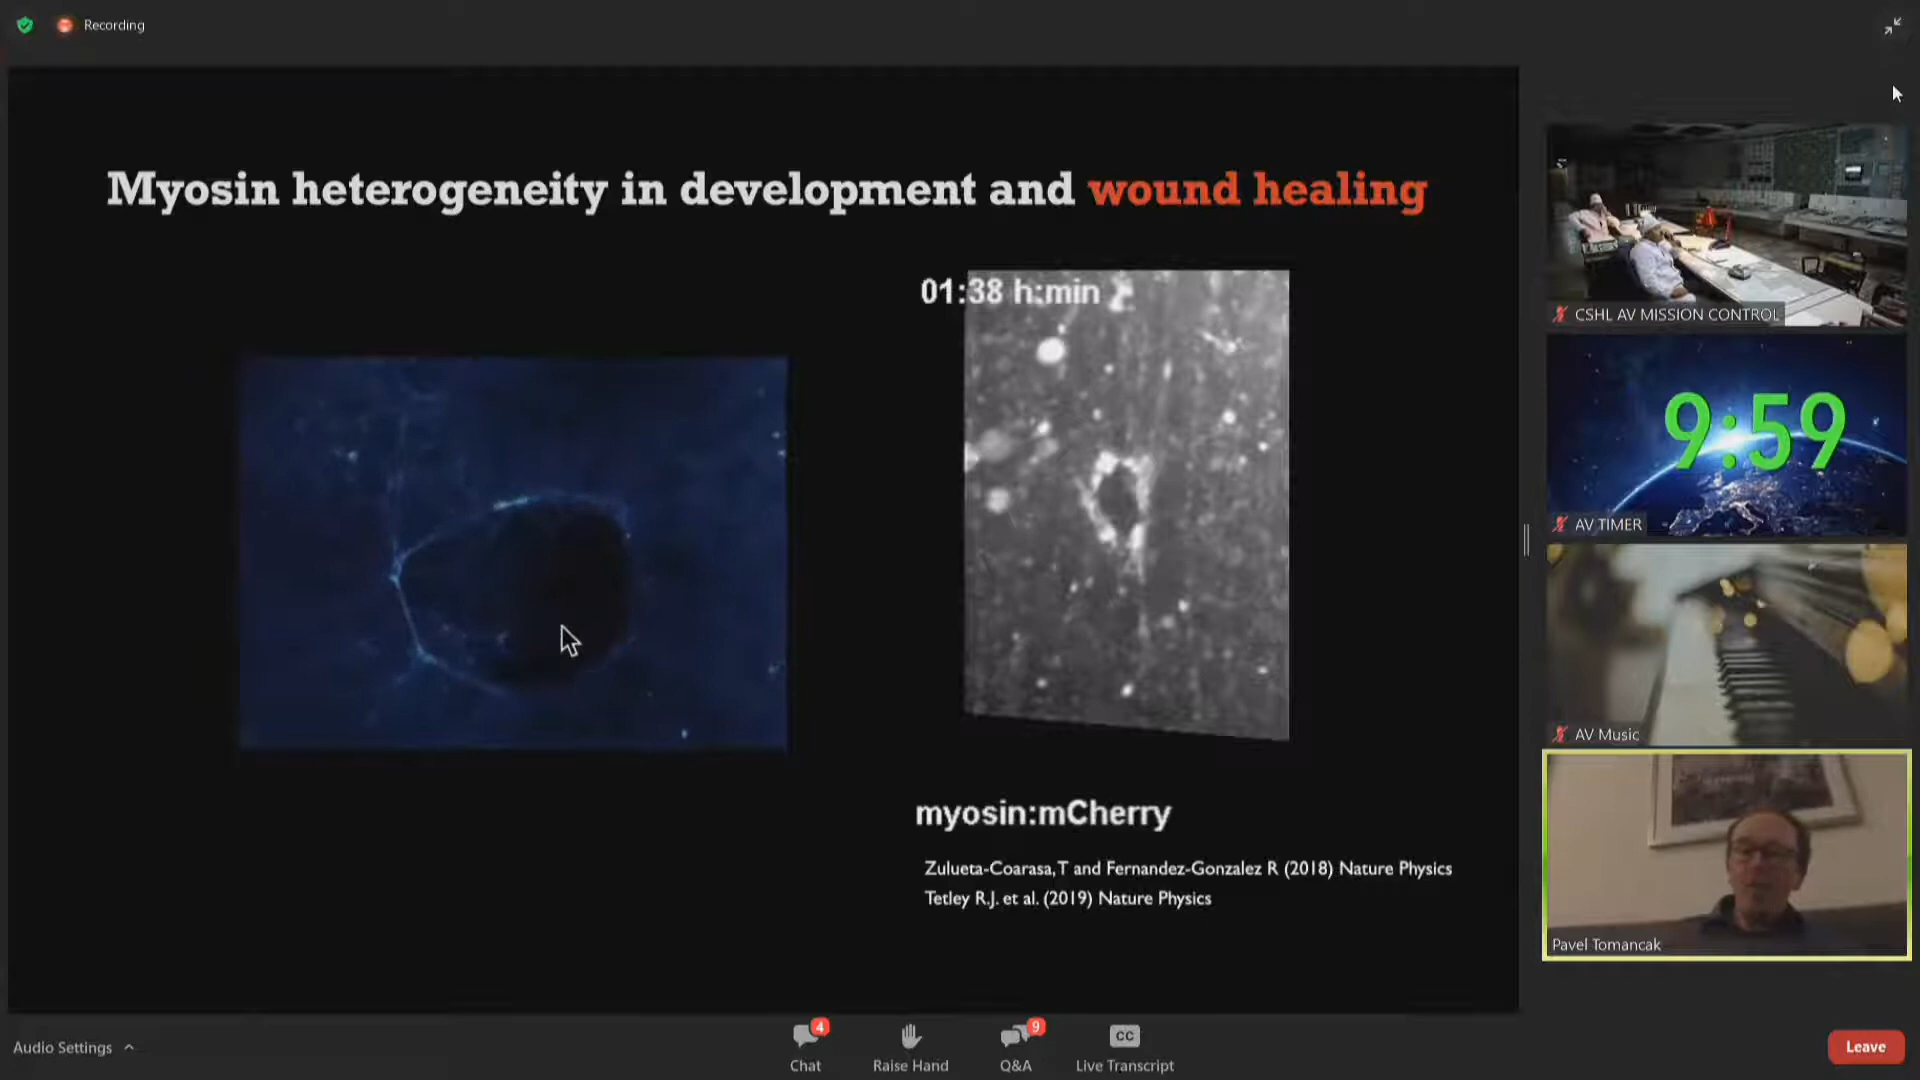 Recording
Myosin heterogeneity in development and wound healing
01:38 h:min
myosin:mCherry
Zulueta-Coarasa,T and Fernandez-Gonzalez R (2018) Nature Physics
Tetley R.J. et al. (2019) Nature Physics
CSHL AV MISSION CONTROL
9:59
AV TIMER
AV Music
Pavel Tomancak
Audio Settings
4
Chat
Raise Hand
9
Q&A
CC
Live Transcript
Leave